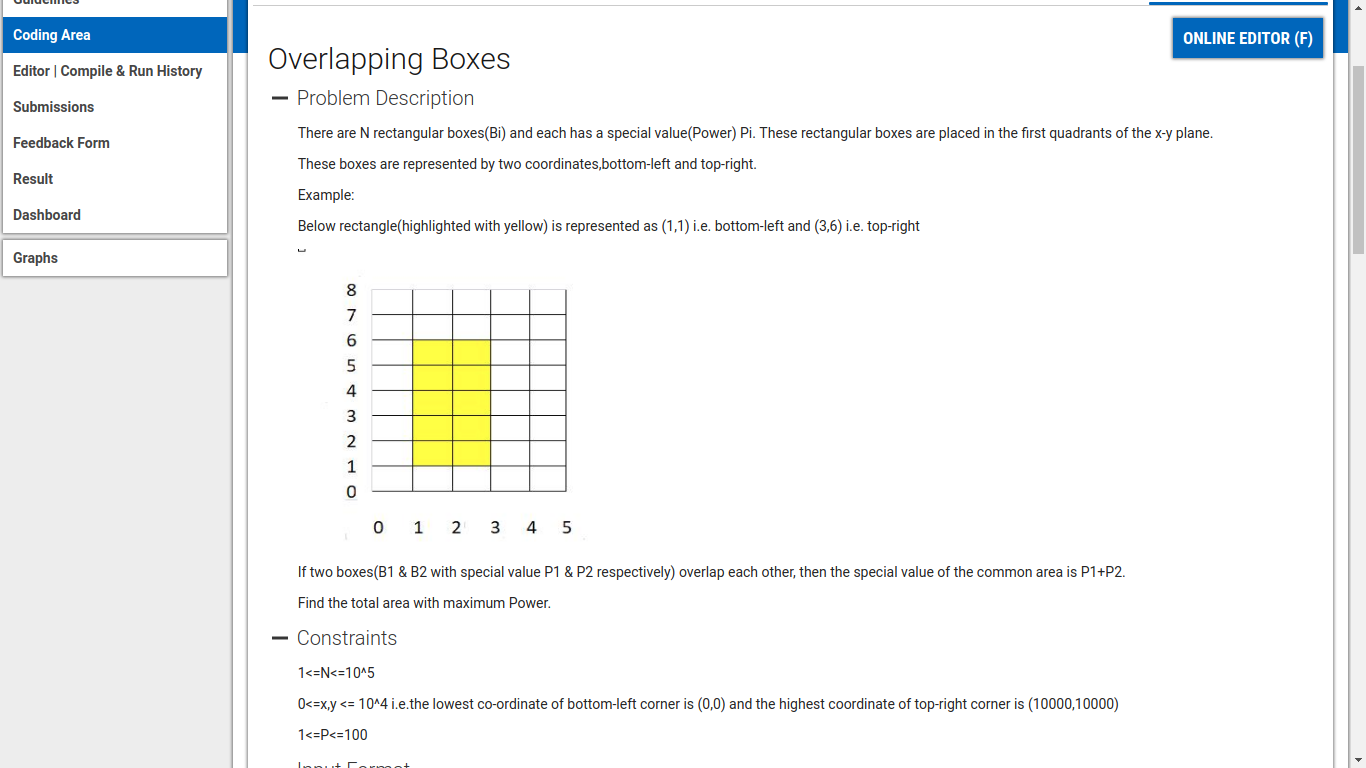 Guidelines
Coding Area
Editor | Compile & Run History
Submissions
Feedback Form
Result
Dashboard
Graphs
ONLINE EDITOR (F)
Overlapping Boxes
Problem Description
There are N rectangular boxes(Bi) and each has a special value(Power) Pi. These rectangular boxes are placed in the first quadrants of the x-y plane.
These boxes are represented by two coordinates,bottom-left and top-right.
Example:
Below rectangle(highlighted with yellow) is represented as (1,1) i.e. bottom-left and (3,6) i.e. top-right
8
7
6
5
4
3
2
1
0
0 1 2 3 4 5
If two boxes(B1 & B2 with special value P1 & P2 respectively) overlap each other, then the special value of the common area is P1+P2.
Find the total area with maximum Power.
Constraints
1<=N<=10^5
0<=x,y <= 10^4 i.e.the lowest co-ordinate of bottom-left corner is (0,0) and the highest coordinate of top-right corner is (10000,10000)
1<=P<=100
Input Format